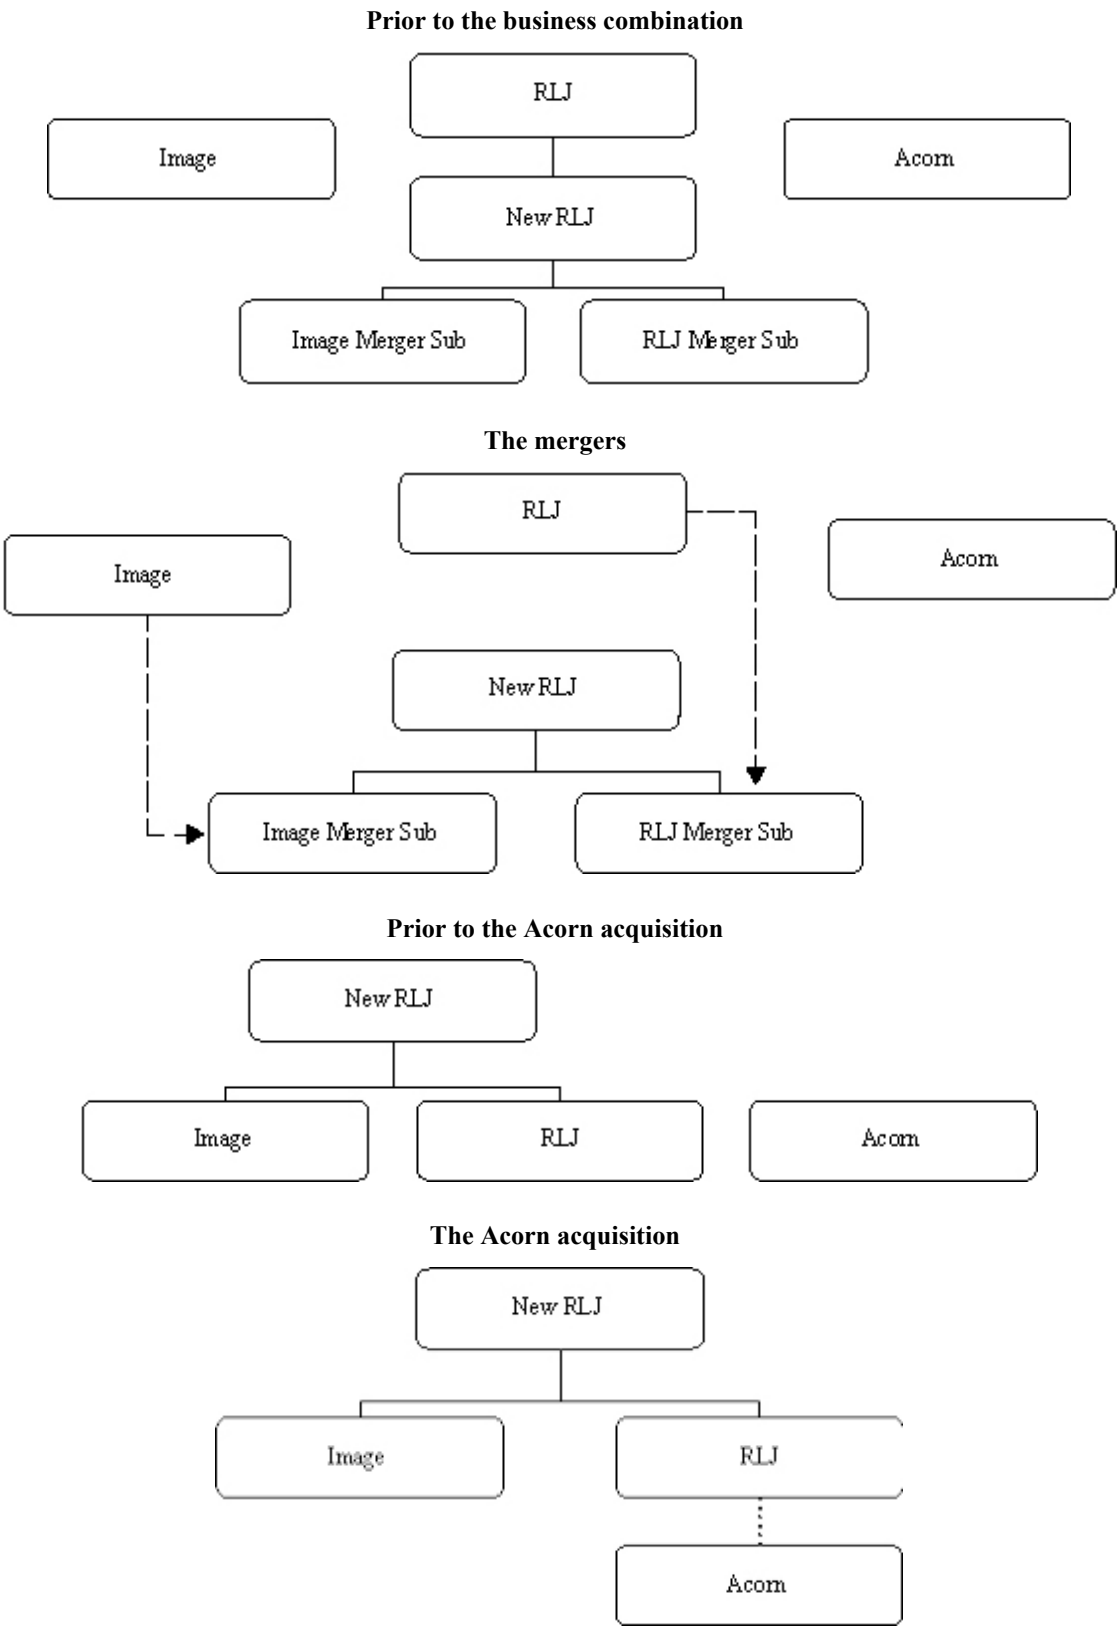 Prior to the business combination
RLJ
Image
Acorn
New RLJ
Image Merger Sub
RLJ Merger Sub
The mergers
RLJ
Acorn
Image
New RLJ
Image Merger Sub
RLJ Merger Sub
Prior to the Acorn acquisition
New RLJ
Image
RLJ
Acorn
The Acorn acquisition
New RLJ
Image
RLJ
Acorn